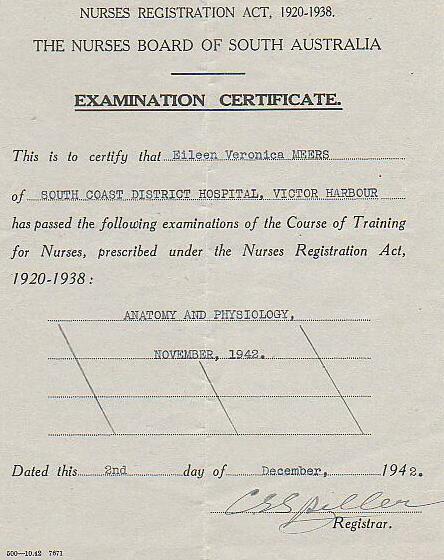 NURSES REGISTRATION ACT, 1920-1938.
THE NURSES BOARD OF SOUTH AUSTRALIA
EXAMINATION CERTIFICATE.
This is to certify that Eileen Veronica MEERS
of SOUTH COAST DISTRICT HOSPITAL, VICTOR HARBOUR
has passed the following examinations of the Course of Training
for Nurses, prescribed under the Nurses Registration Act,
1920-1938:
ANATOMY AND PHYSIOLOGY,
NOVEMBER, 1942.
Dated this 2nd day of December, 1942.
Registrar.
500—10.42 7671